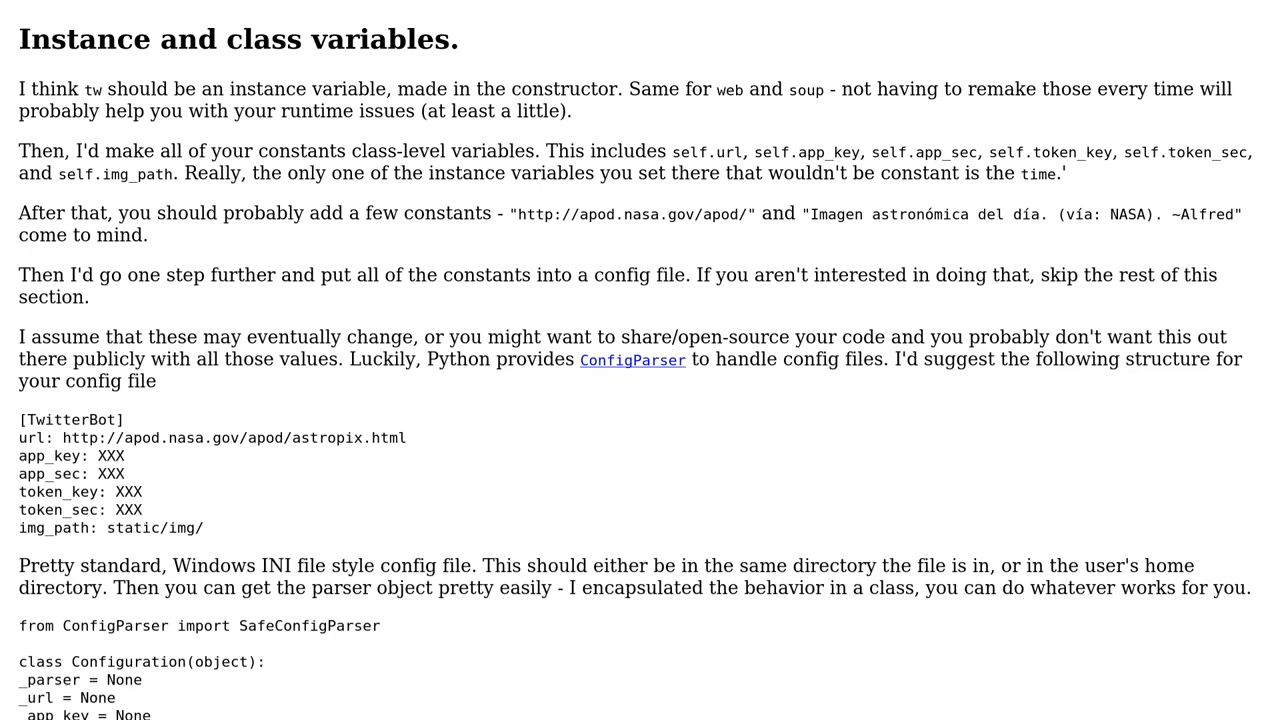 Instance and class variables.
I think tw should be an instance variable, made in the constructor. Same for web and soup - not having to remake those every time will
probably help you with your runtime issues (at least a little).
Then, I'd make all of your constants class-level variables. This includes self.url, self.app_key, self.app_sec, self.token_key, self.token_sec,
and self.img_path. Really, the only one of the instance variables you set there that wouldn't be constant is the time.'
After that, you should probably add a few constants - "http://apod.nasa.gov/apod/" and "Imagen astronómica del día. (vía: NASA). ~Alfred"
come to mind.
Then I'd go one step further and put all of the constants into a config file. If you aren't interested in doing that, skip the rest of this
section.
I assume that these may eventually change, or you might want to share/open-source your code and you probably don't want this out
there publicly with all those values. Luckily, Python provides ConfigParser to handle config files. I'd suggest the following structure for
your config file
[TwitterBot]
url: http://apod.nasa.gov/apod/astropix.html
app_key: XXX
app_sec: XXX
token_key: XXX
token_sec: XXX
img_path: static/img/
Pretty standard, Windows INI file style config file. This should either be in the same directory the file is in, or in the user's home
directory. Then you can get the parser object pretty easily - I encapsulated the behavior in a class, you can do whatever works for you.
from ConfigParser import SafeConfigParser
class Configuration(object):
_parser = None
_url = None
_app_key = None